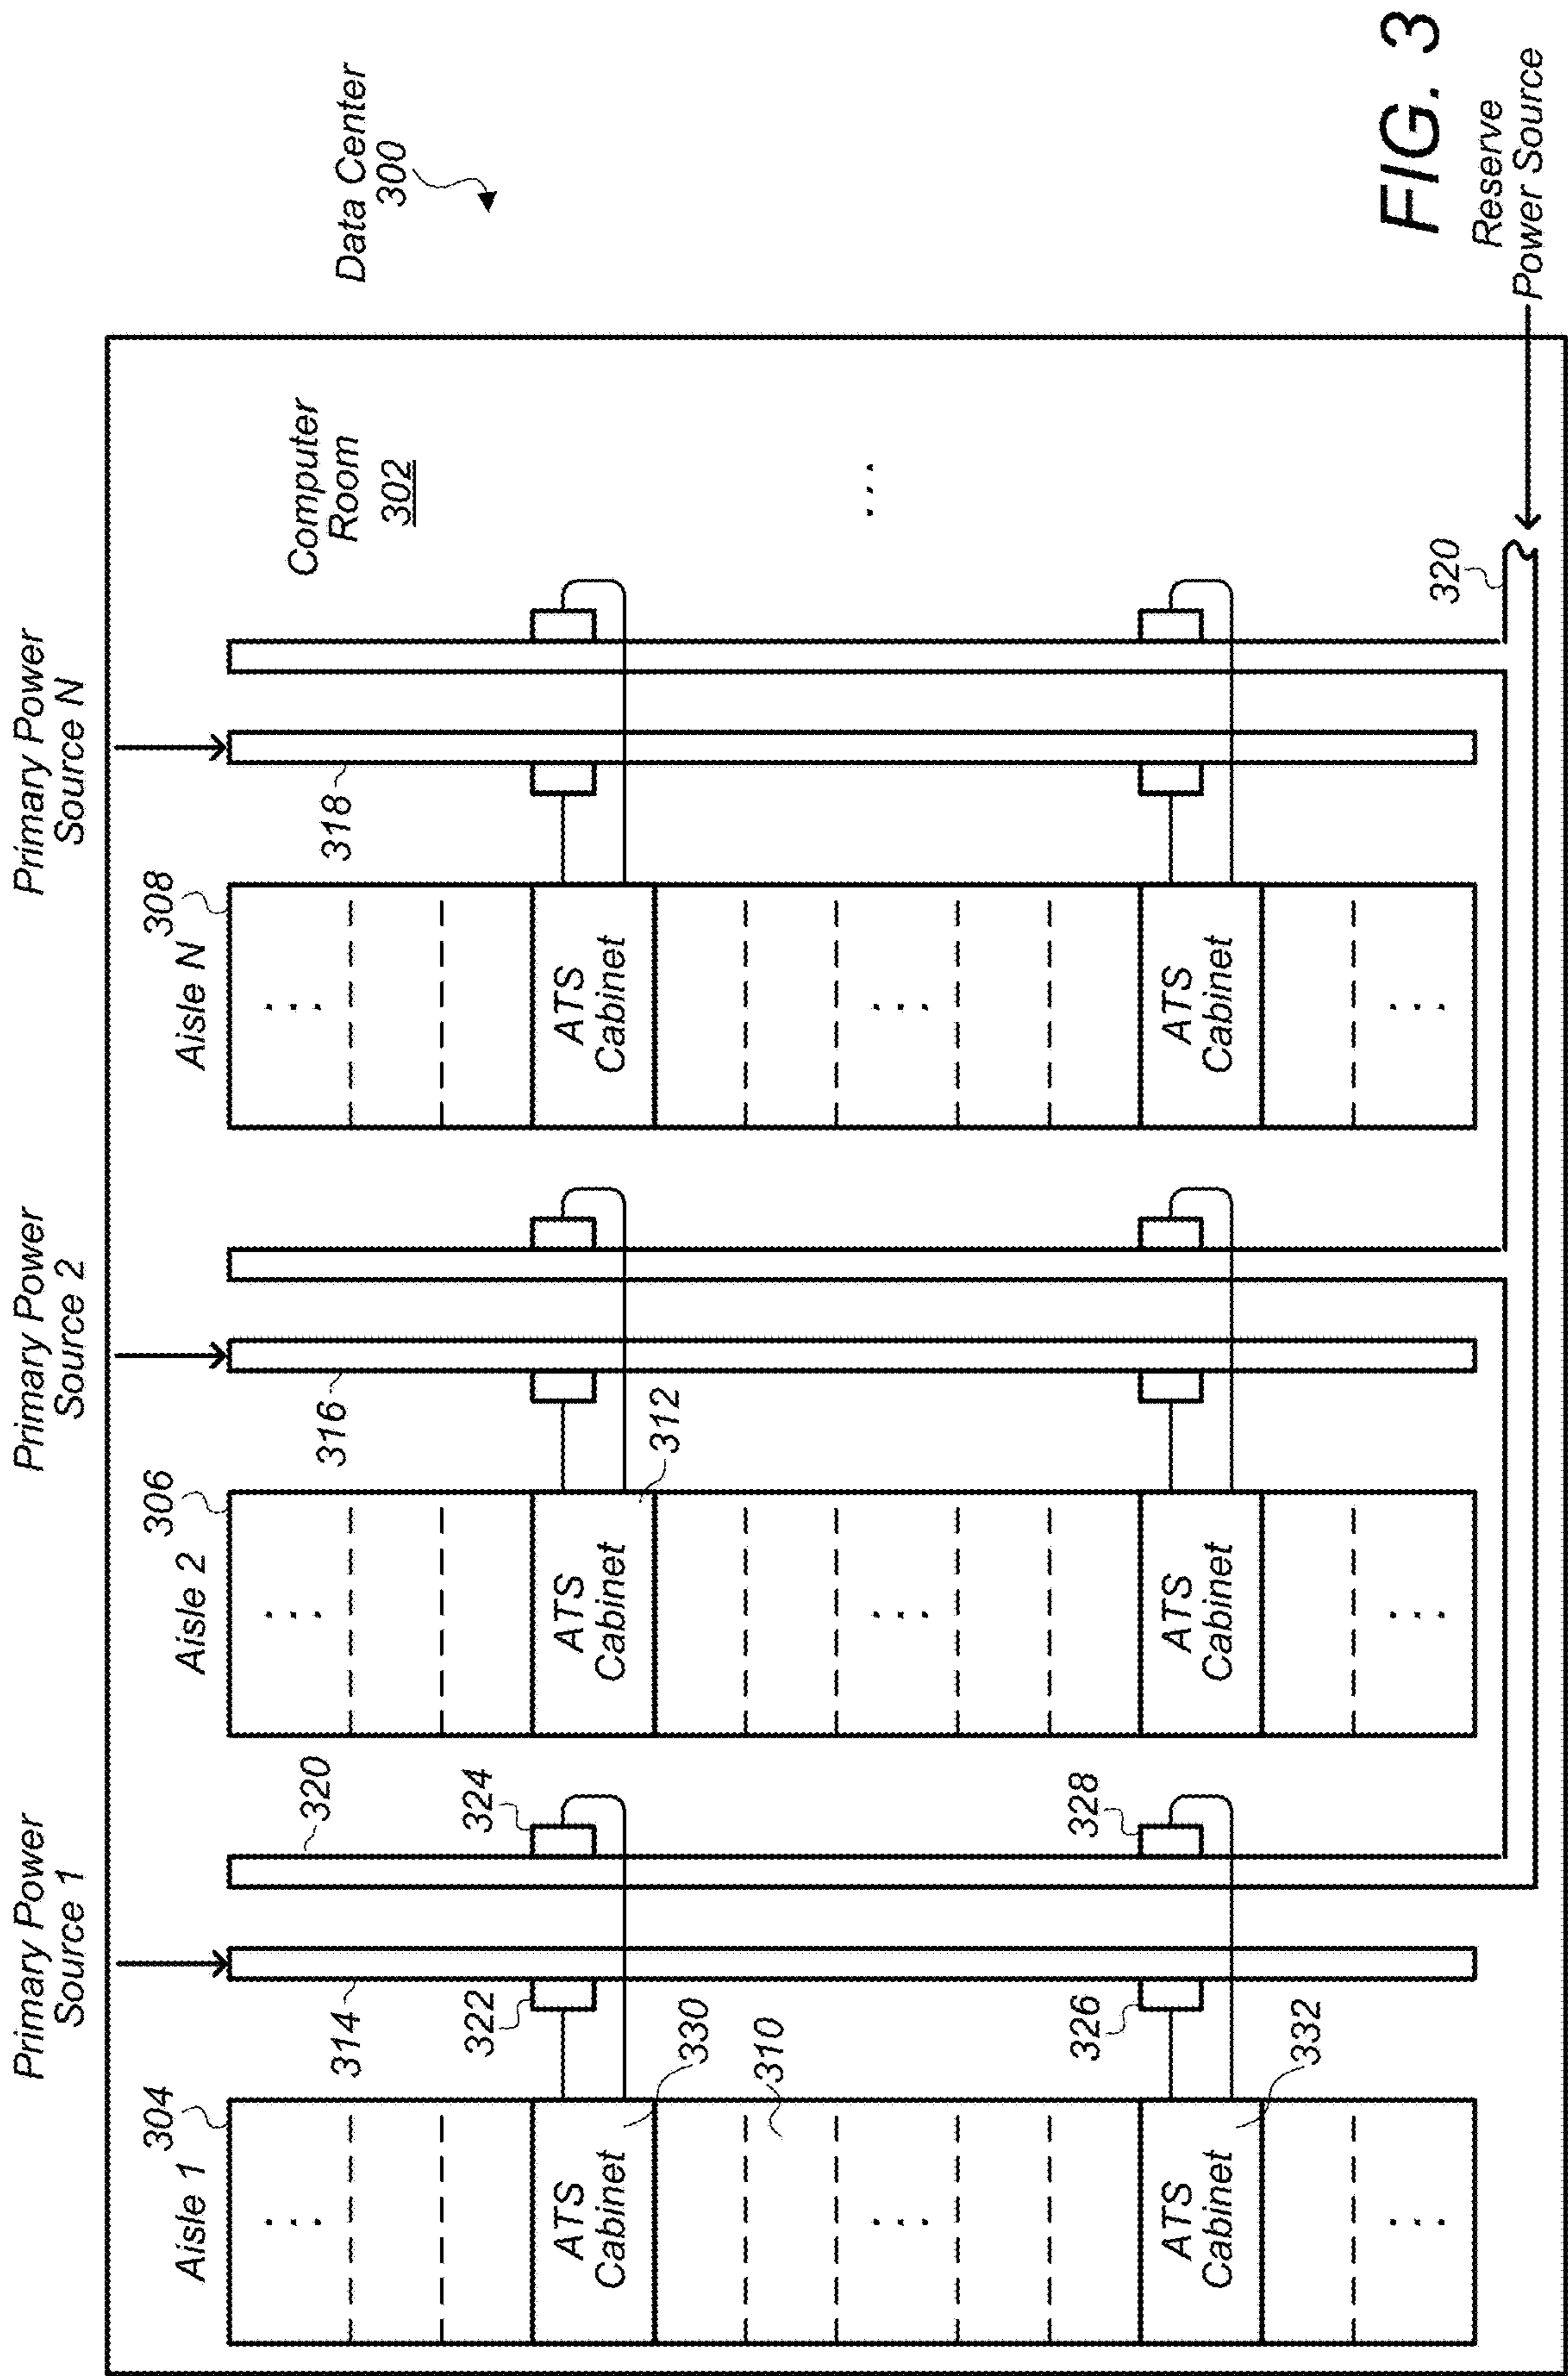 Primary Power
Source 1
Primary Power
Source 2
Primary Power
Source N
Data Center
300
Computer
Room
302
Aisle 1
304
Aisle 2
306
Aisle N
308
314
320
316
318
322
324
ATS
Cabinet
330
ATS
Cabinet
312
ATS
Cabinet
310
326
328
ATS
Cabinet
332
ATS
Cabinet
ATS
Cabinet
320
FIG. 3
Reserve
Power Source